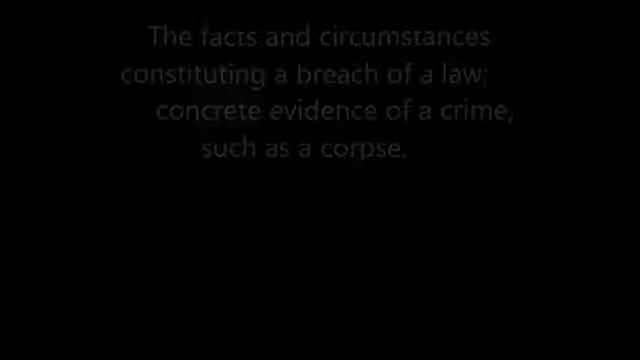 The facts and circumstances
constituting a breach of a law;
concrete evidence of a crime,
such as a corpse.